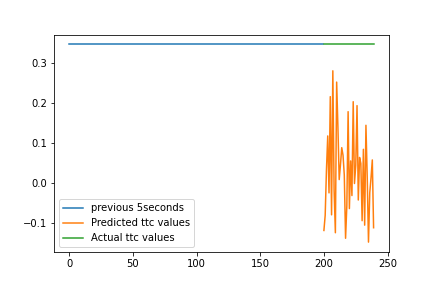 0.3
0.2
0.1
0.0
−0.1
previous 5seconds
Predicted ttc values
Actual ttc values
0 50 100 150 200 250